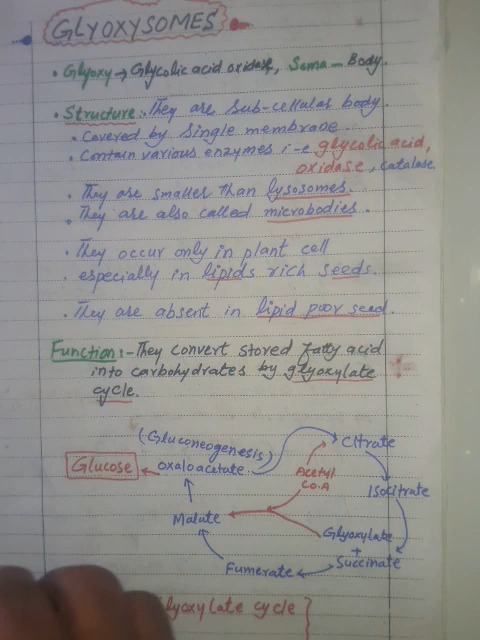 GLYOXYSOMES
• Glyoxy → Glycolic acid oxidase, Soma - Body.
• Structure:- They are sub-cellular body.
• Covered by single membrane.
• Contain various enzymes i-e glycolic acid,
oxidase, catalase
• They are smaller than lysosomes.
• They are also called microbodies.
• They occur only in plant cell
• especially in lipids rich seeds.
• They are absent in lipid poor seed.
Function:- They convert stored fatty acid
into carbohydrates by glyoxylate
cycle.
(Gluconeogenesis)
Citrate
Glucose ← oxaloacetate
Acetyl
Co.A
Isocitrate
Malute
Glyoxylate
+
Succinate
Fumerate
lyoxylate cycle